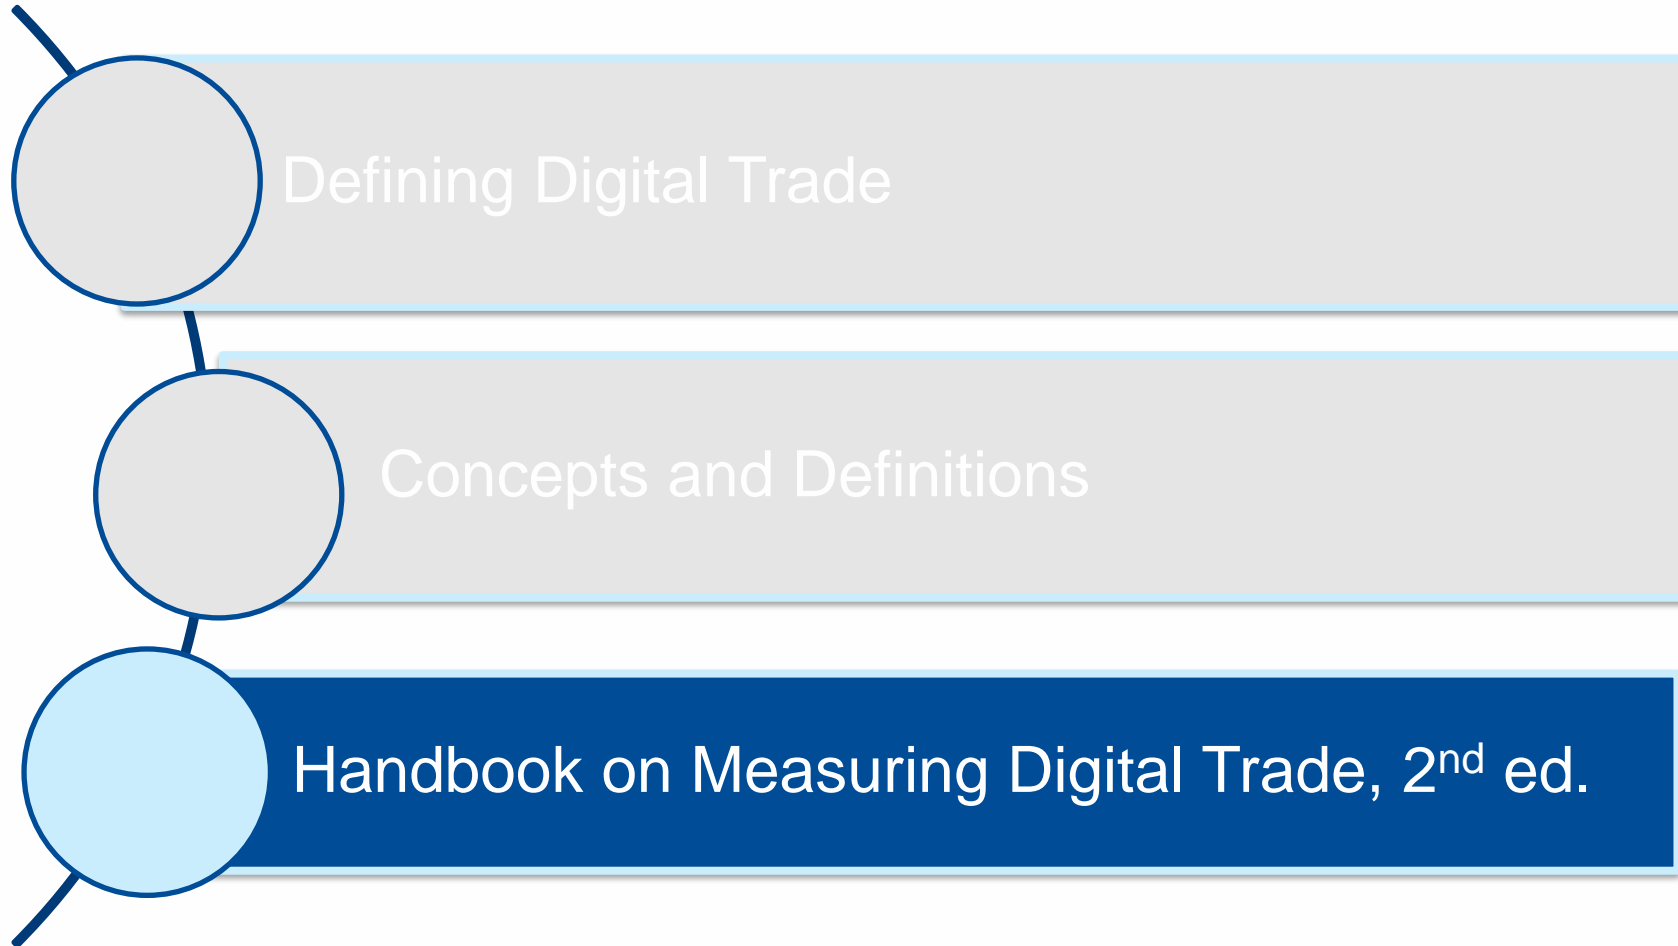 Defining Digital Trade
Concepts and Definitions
Handbook on Measuring Digital Trade, 2nd ed.